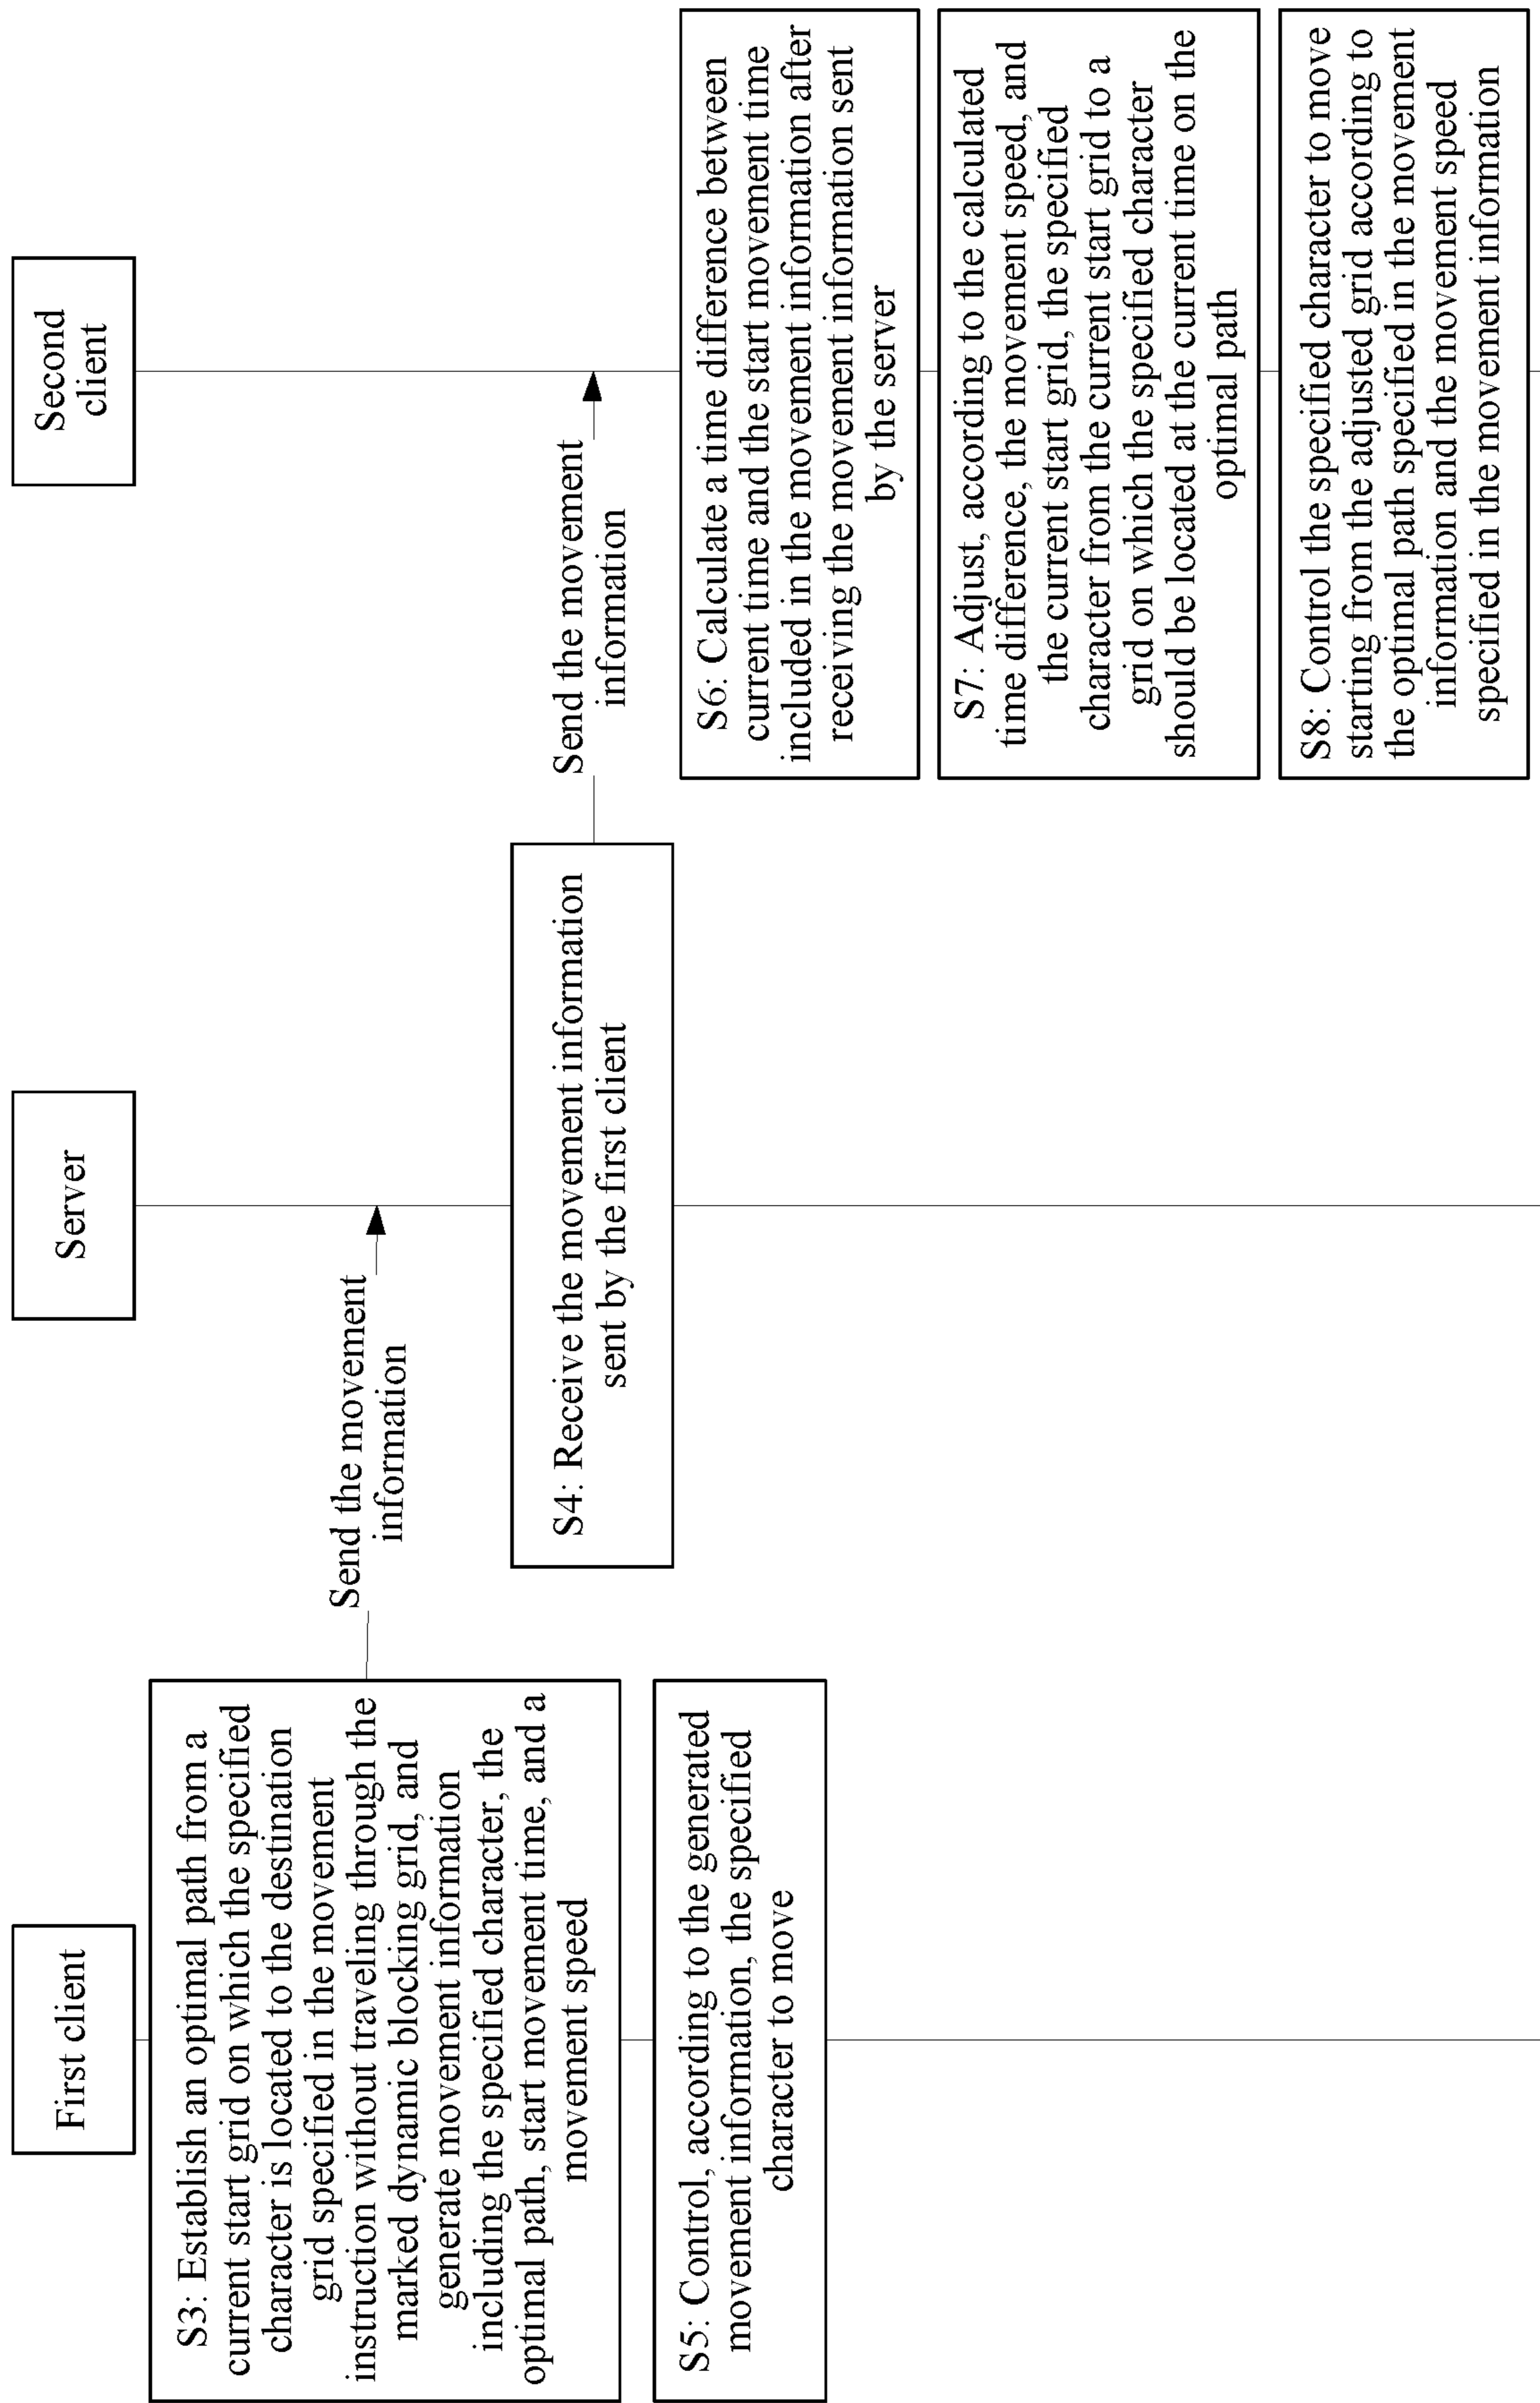 First client
Server
Second
client
S3: Establish an optimal path from a
current start grid on which the specified
character is located to the destination
grid specified in the movement
instruction without traveling through the
marked dynamic blocking grid, and
generate movement information
including the specified character, the
optimal path, start movement time, and a
movement speed
Send the movement
information
S4: Receive the movement information
sent by the first client
Send the movement
information
S5: Control, according to the generated
movement information, the specified
character to move
S6: Calculate a time difference between
current time and the start movement time
included in the movement information after
receiving the movement information sent
by the server
S7: Adjust, according to the calculated
time difference, the movement speed, and
the current start grid, the specified
character from the current start grid to a
grid on which the specified character
should be located at the current time on the
optimal path
S8: Control the specified character to move
starting from the adjusted grid according to
the optimal path specified in the movement
information and the movement speed
specified in the movement information